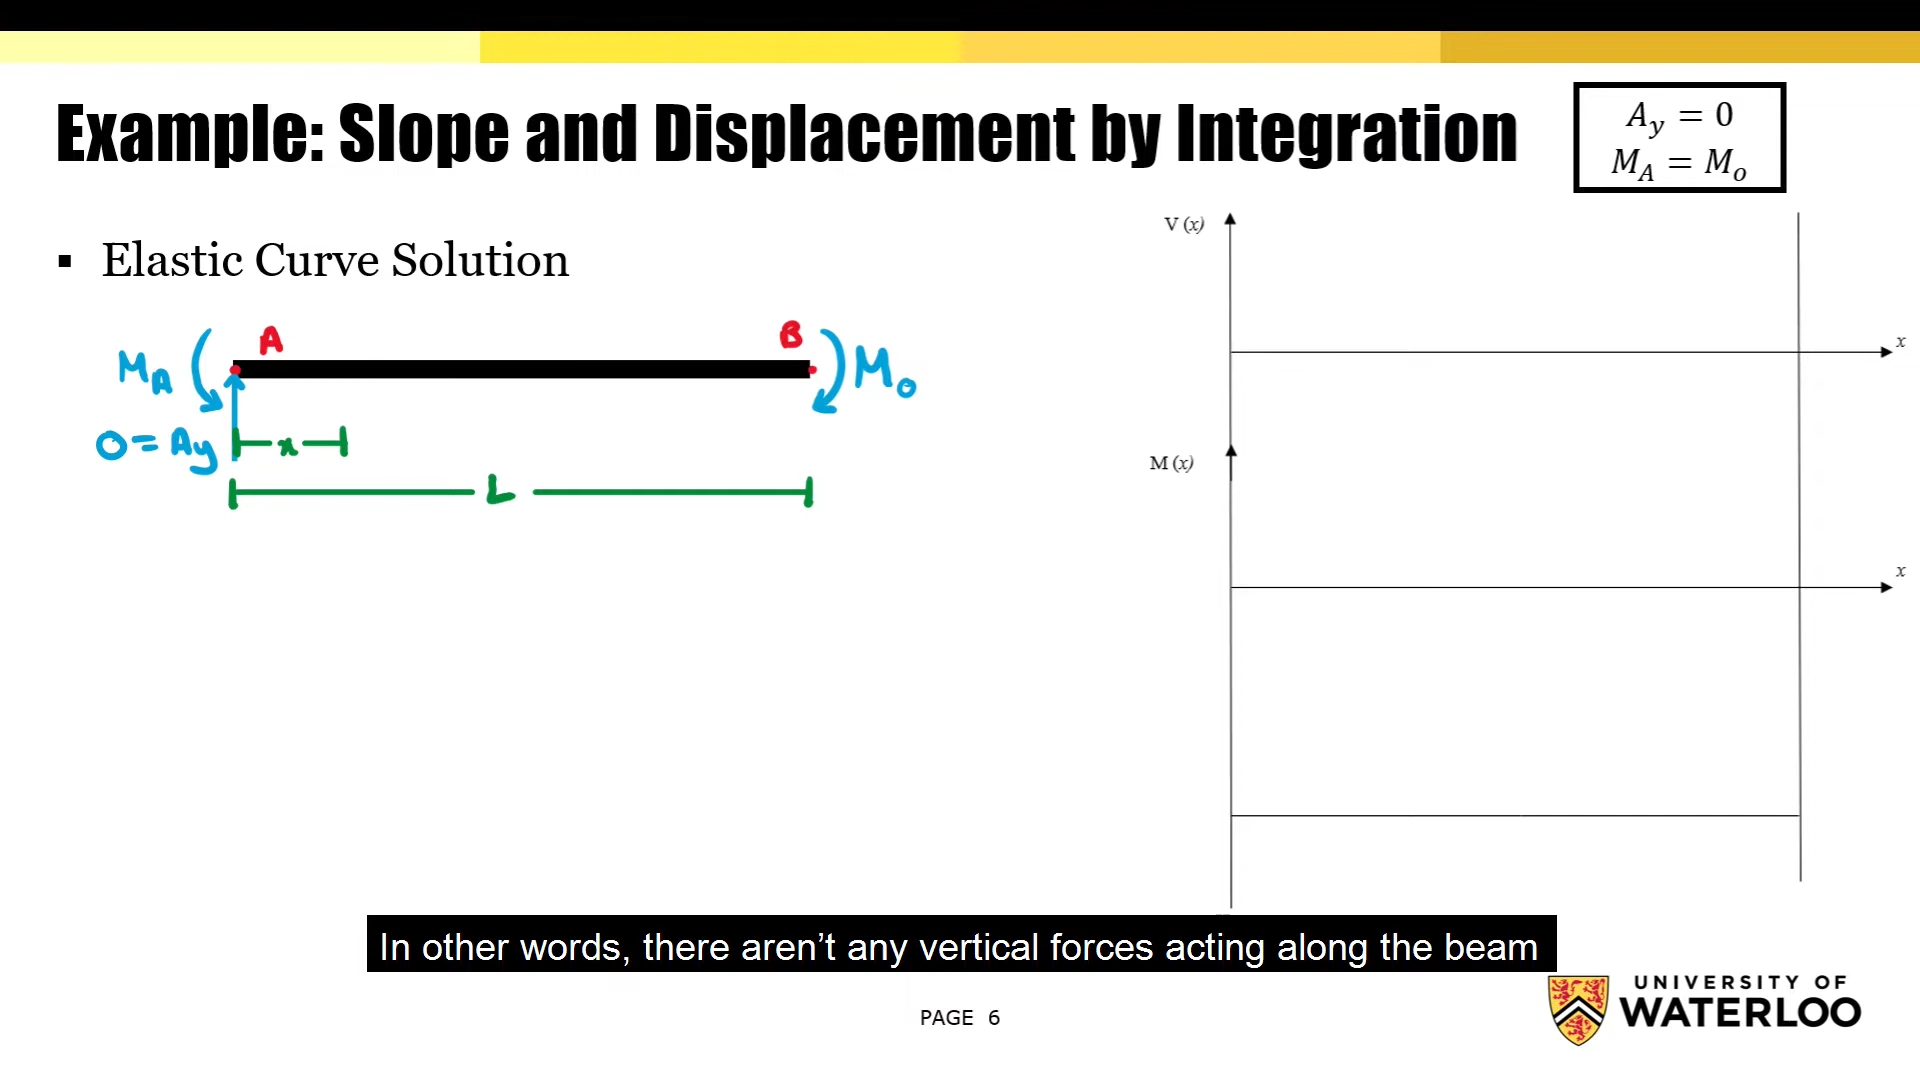 Example: Slope and Displacement by Integration
A_y = 0
M_A = M_o
▪ Elastic Curve Solution
V (x)
x
A
B
M_A
M_o
0 = A_y
x
L
M (x)
x
In other words, there aren't any vertical forces acting along the beam
PAGE 6
UNIVERSITY OF
WATERLOO